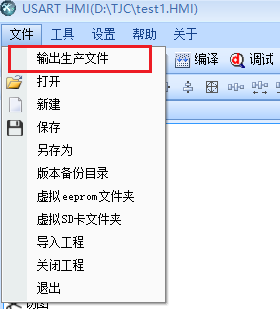 USART HMI(D:\TJC\test1.HMI)
文件 工具 设置 帮助 关于
输出生产文件
编译 调试
打开
新建
保存
另存为
版本备份目录
虚拟eeprom文件夹
虚拟SD卡文件夹
导入工程
关闭工程
退出